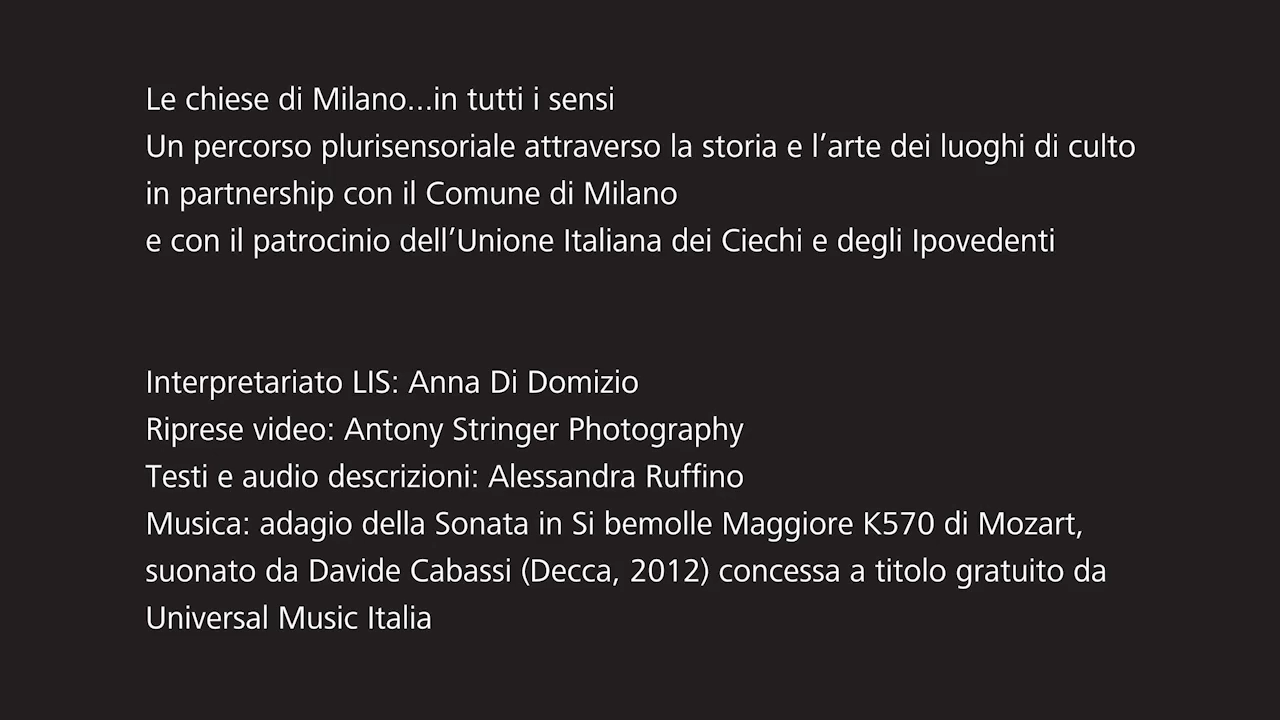 Le chiese di Milano...in tutti i sensi
Un percorso plurisensoriale attraverso la storia e l’arte dei luoghi di culto
in partnership con il Comune di Milano
e con il patrocinio dell’Unione Italiana dei Ciechi e degli Ipovedenti
Interpretariato LIS: Anna Di Domizio
Riprese video: Antony Stringer Photography
Testi e audio descrizioni: Alessandra Ruffino
Musica: adagio della Sonata in Si bemolle Maggiore K570 di Mozart,
suonato da Davide Cabassi (Decca, 2012) concessa a titolo gratuito da
Universal Music Italia